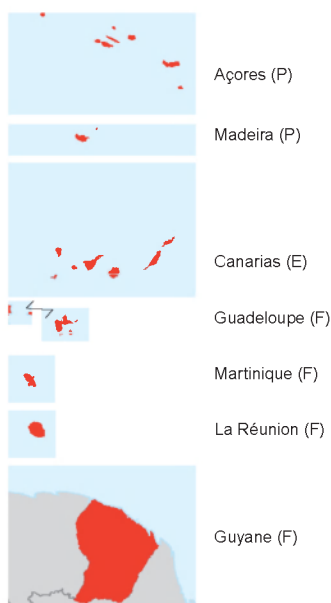 Açores (P)
Madeira (P)
Canarias (E)
Guadeloupe (F)
Martinique (F)
La Réunion (F)
Guyane (F)